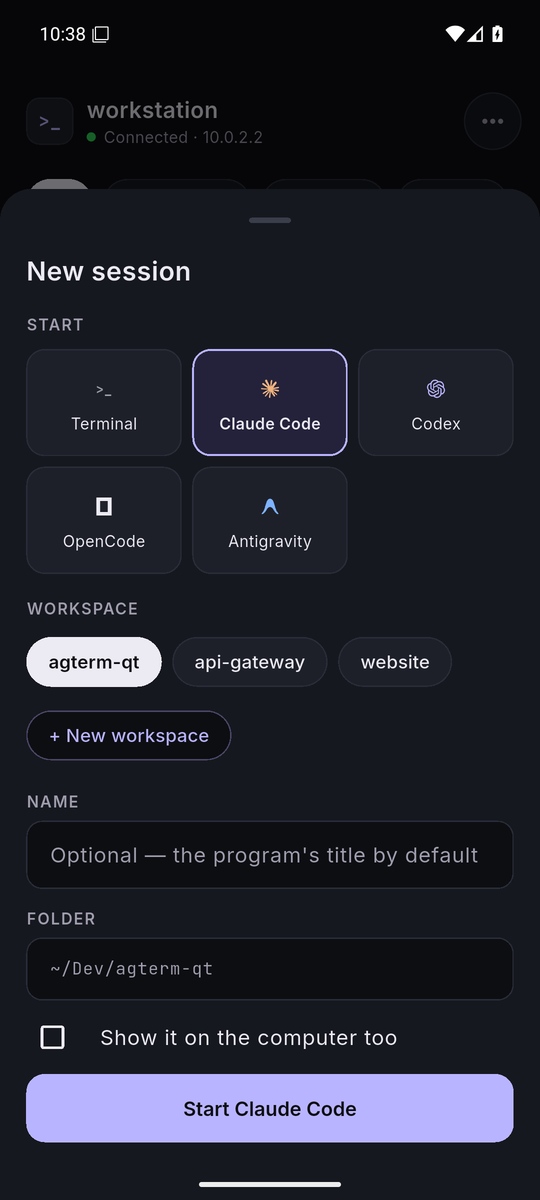 10:38
>_
workstation
Connected · 10.0.2.2
New session
START
>_
Terminal
Claude Code
Codex
OpenCode
Antigravity
WORKSPACE
agterm-qt
api-gateway
website
+ New workspace
NAME
Optional — the program's title by default
FOLDER
~/Dev/agterm-qt
Show it on the computer too
Start Claude Code